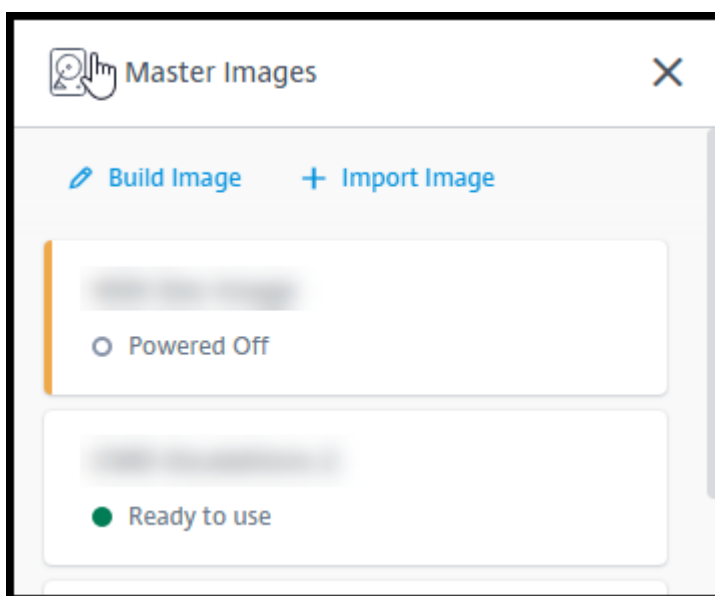 Master Images
Build Image
Import Image
Powered Off
Ready to use